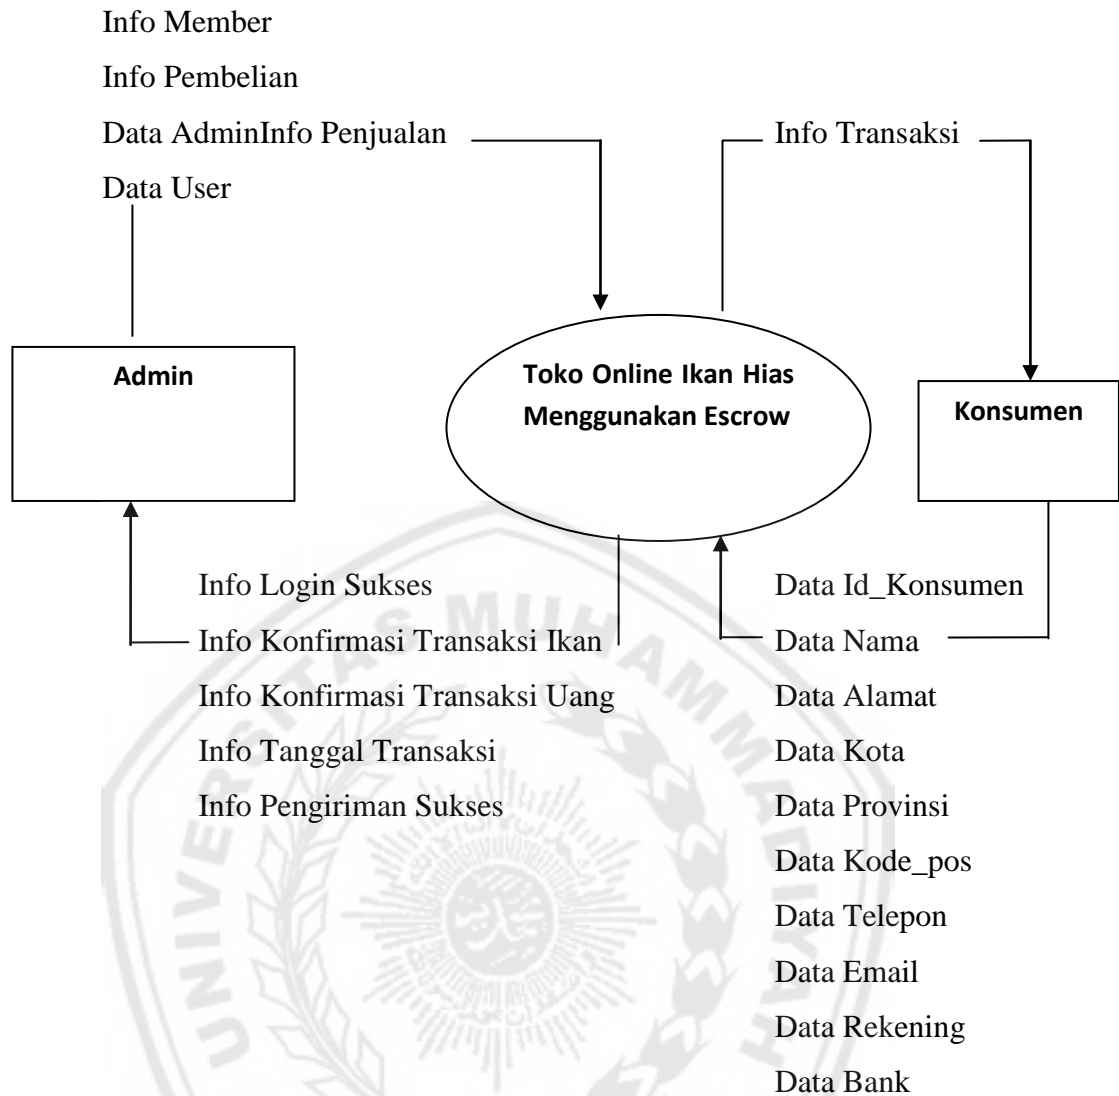 Info Member
Info Pembelian
Data AdminInfo Penjualan
Info Transaksi
Data User
Admin
Toko Online Ikan Hias
Menggunakan Escrow
Konsumen
Info Login Sukses
Info Konfirmasi Transaksi Ikan
Info Konfirmasi Transaksi Uang
Info Tanggal Transaksi
Info Pengiriman Sukses
Data Id_Konsumen
Data Nama
Data Alamat
Data Kota
Data Provinsi
Data Kode_pos
Data Telepon
Data Email
Data Rekening
Data Bank
UNIVERSITAS MUHAMMADIYAH